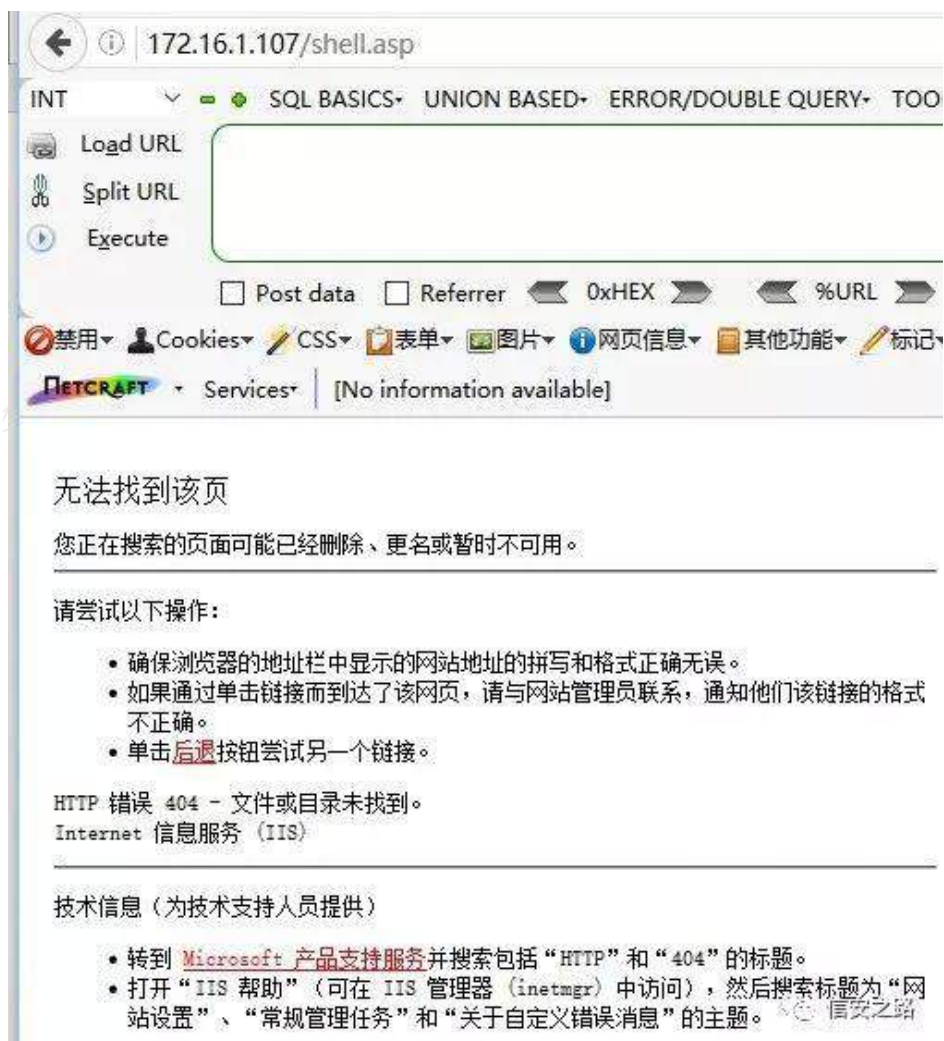 172.16.1.107/shell.asp
INT SQL BASICS UNION BASED ERROR/DOUBLE QUERY TOO
Load URL
Split URL
Execute
Post data Referrer 0xHEX %URL
禁用 Cookies CSS 表单 图片 网页信息 其他功能 标记
NETCRAFT Services [No information available]
无法找到该页
您正在搜索的页面可能已经删除、更名或暂时不可用。
请尝试以下操作：
• 确保浏览器的地址栏中显示的网站地址的拼写和格式正确无误。
• 如果通过单击链接而到达了该网页，请与网站管理员联系，通知他们该链接的格式
不正确。
• 单击后退按钮尝试另一个链接。
HTTP 错误 404 - 文件或目录未找到。
Internet 信息服务 (IIS)
技术信息（为技术支持人员提供）
• 转到 Microsoft 产品支持服务并搜索包括“HTTP”和“404”的标题。
• 打开“IIS 帮助”（可在 IIS 管理器 (inetmgr) 中访问），然后搜索标题为“网
站设置”、“常规管理任务”和“关于自定义错误消息”的主题。
信安之路